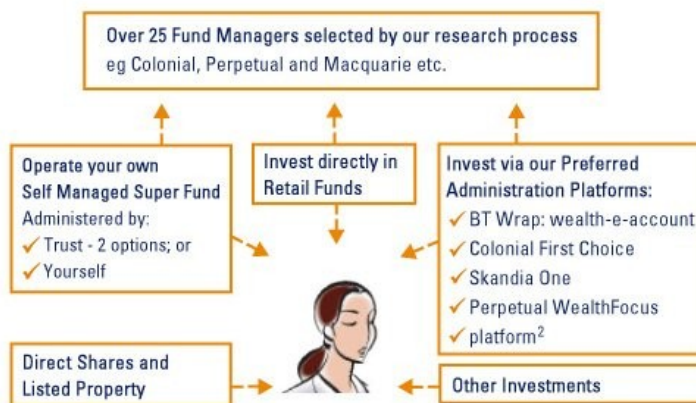 Over 25 Fund Managers selected by our research process
eg Colonial, Perpetual and Macquarie etc.
Operate your own
Self Managed Super Fund
Administered by:
✓ Trust - 2 options; or
✓ Yourself
Invest directly in
Retail Funds
Invest via our Preferred
Administration Platforms:
✓ BT Wrap: wealth-e-account
✓ Colonial First Choice
✓ Skandia One
✓ Perpetual WealthFocus
✓ platform²
Direct Shares and
Listed Property
Other Investments